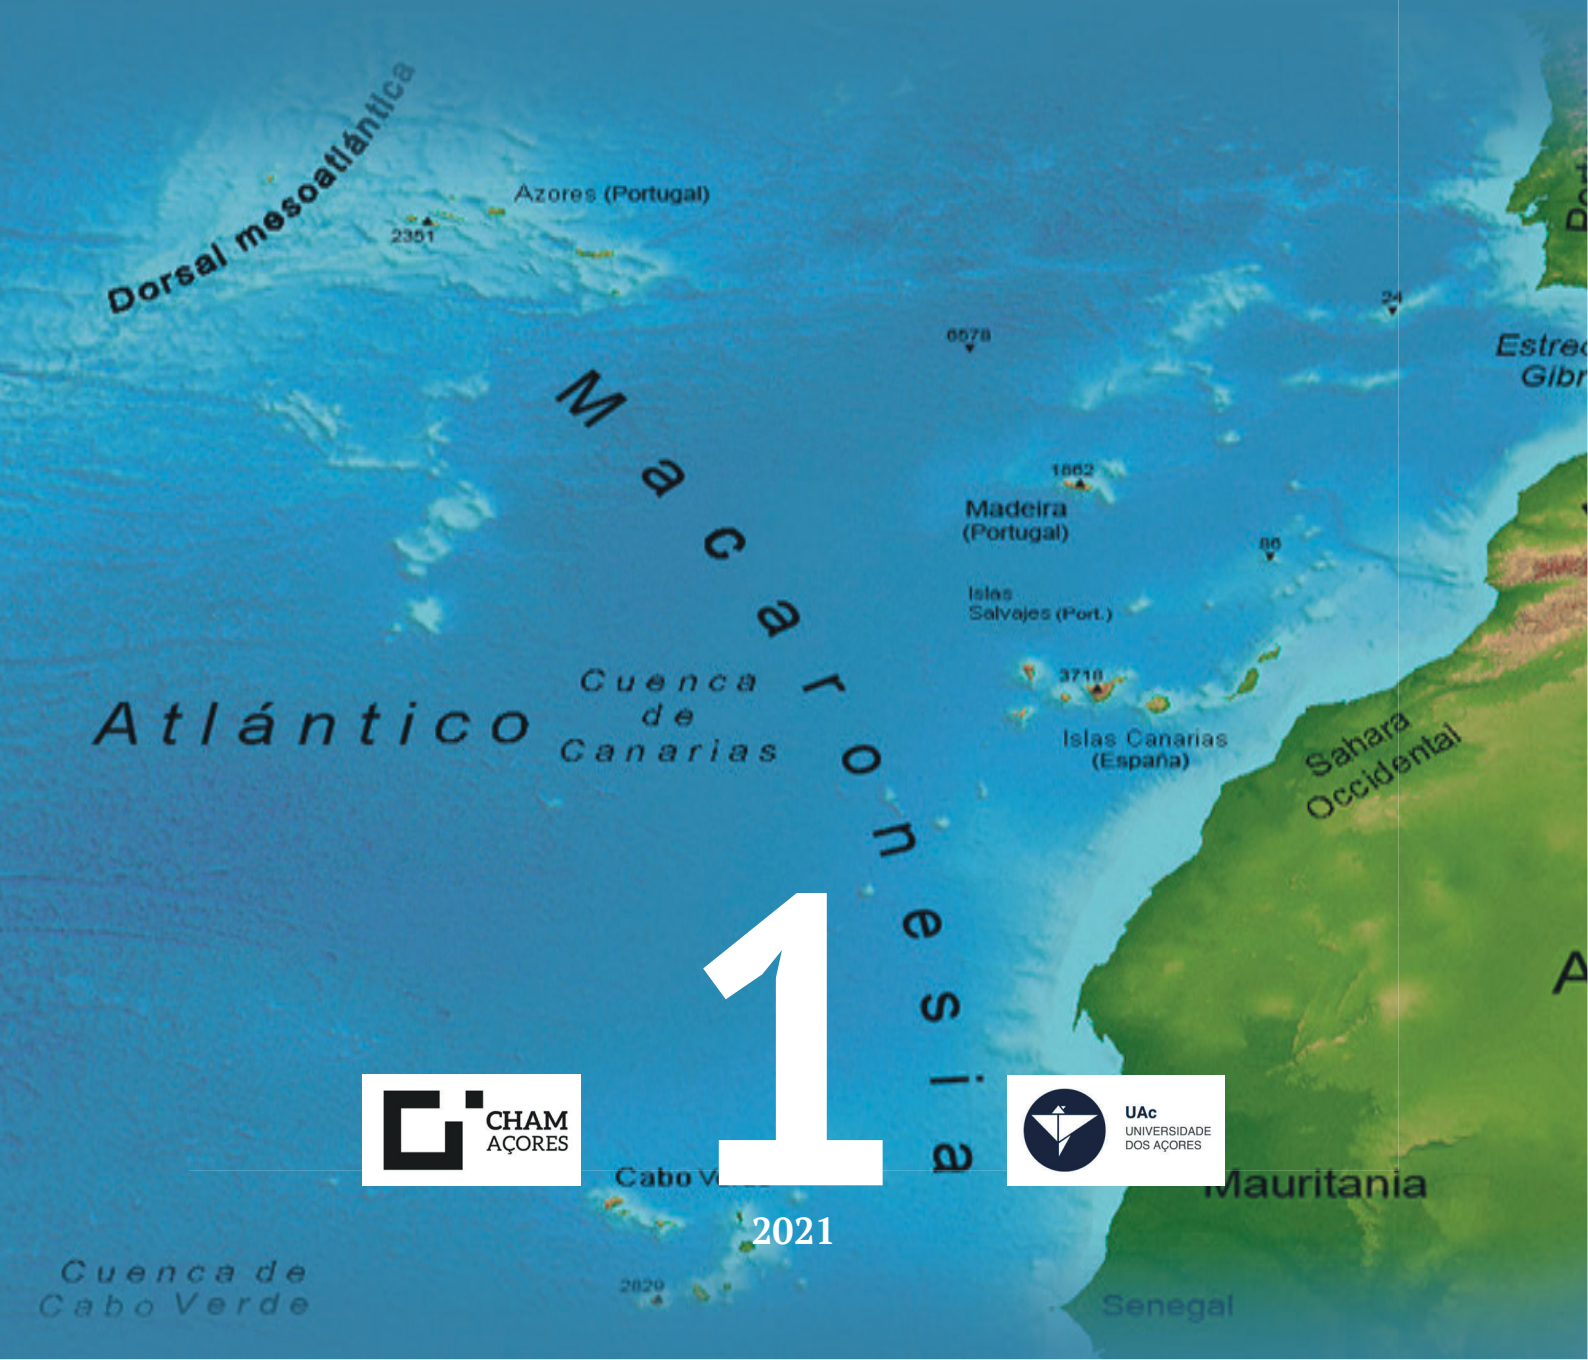 Dorsal mesoatlántica
Azores (Portugal)
2351
24
6578
Estre
Gibr
Macaronesia
1862
Madeira
(Portugal)
86
Islas
Salvajes (Port.)
3718
Islas Canarias
(España)
Cuenca
de
Canarias
Atlántico
Sahara
Occidental
A
1
CHAM
AÇORES
UAc
UNIVERSIDADE
DOS AÇORES
Cabo V
Mauritania
2021
Cuenca de
Cabo Verde
2829
Senegal